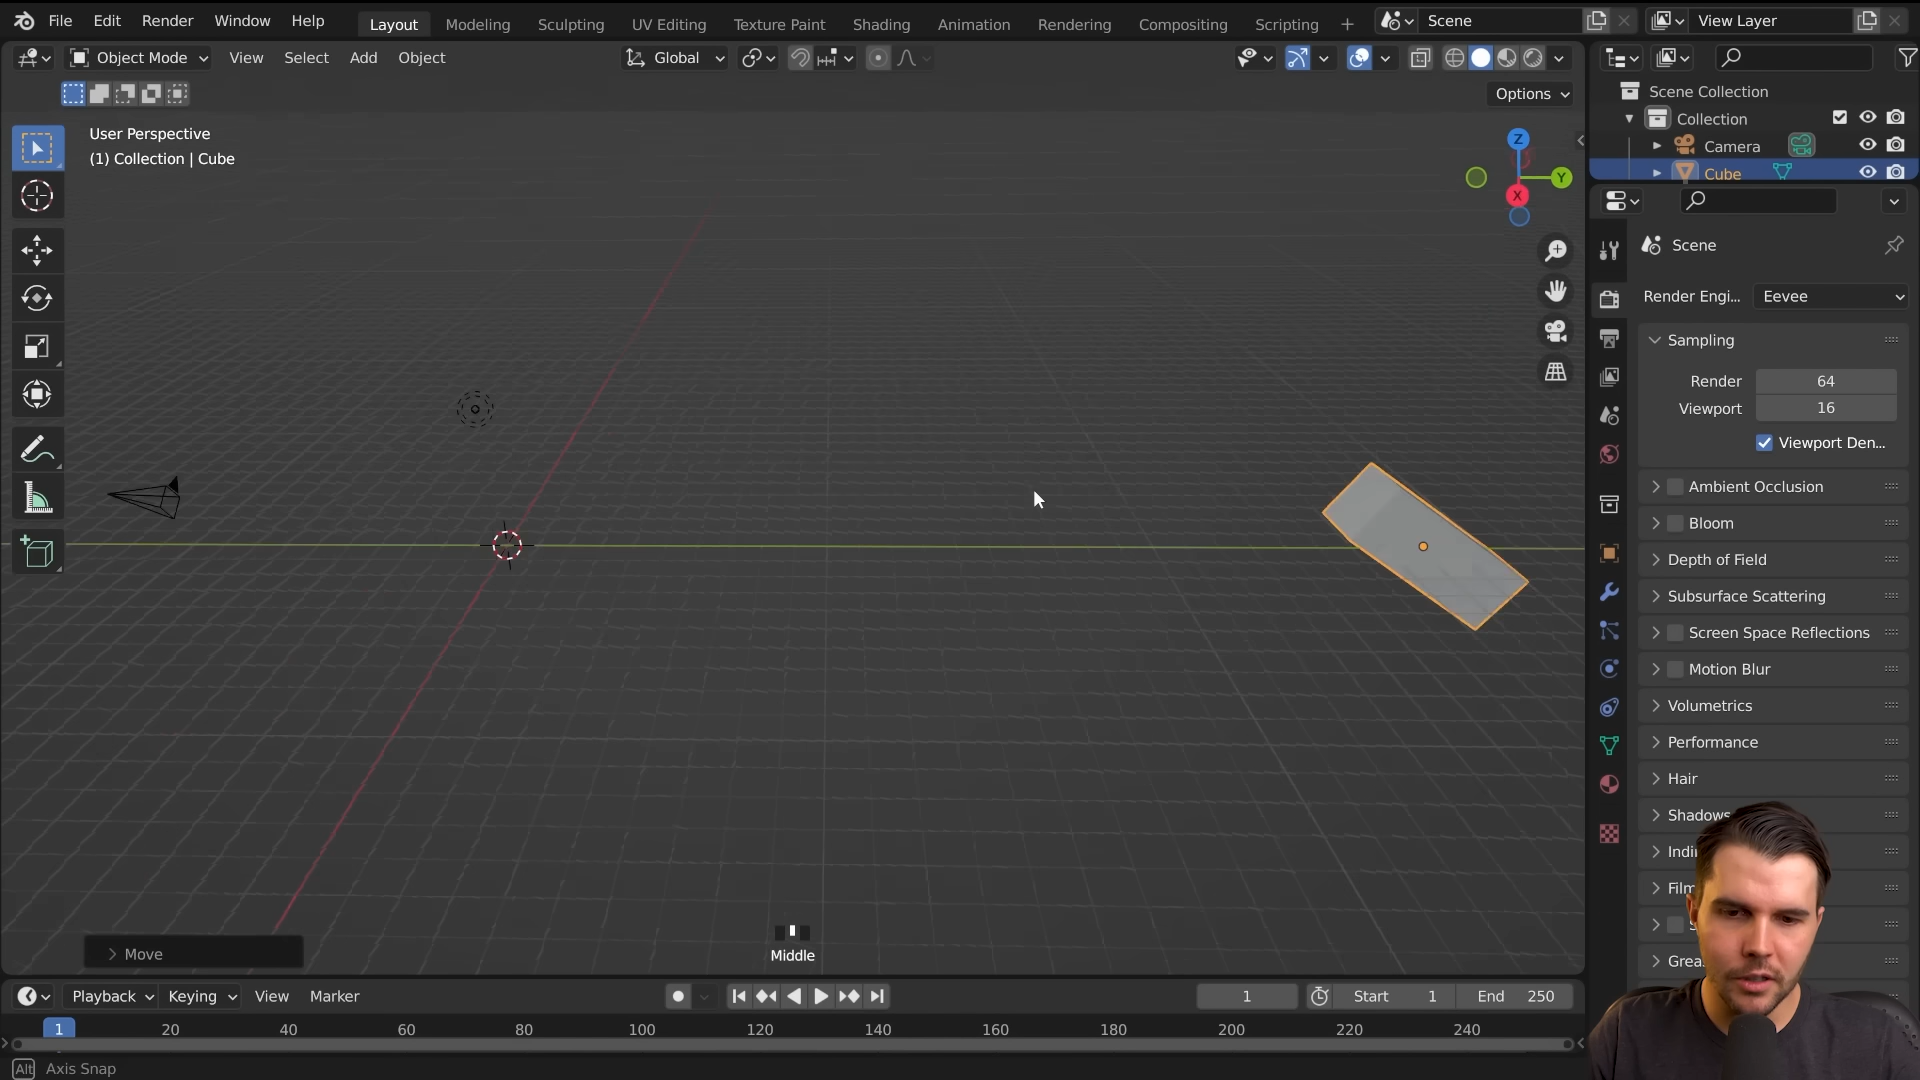 File Edit Render Window Help Layout Modeling Sculpting UV Editing Texture Paint Shading Animation Rendering Compositing Scripting + Scene View Layer
Object Mode View Select Add Object Global
Options
User Perspective
(1) Collection | Cube
Z
Y
X
Scene Collection
Collection
Camera
Cube
Scene
Render Engi... Eevee
Sampling
Render 64
Viewport 16
Viewport Den...
Ambient Occlusion
Bloom
Depth of Field
Subsurface Scattering
Screen Space Reflections
Motion Blur
Volumetrics
Performance
Hair
Shadows
Indi
Film
Grea
Move
Middle
Playback Keying View Marker 1 Start 1 End 250
1 20 40 60 80 100 120 140 160 180 200 220 240
Alt Axis Snap